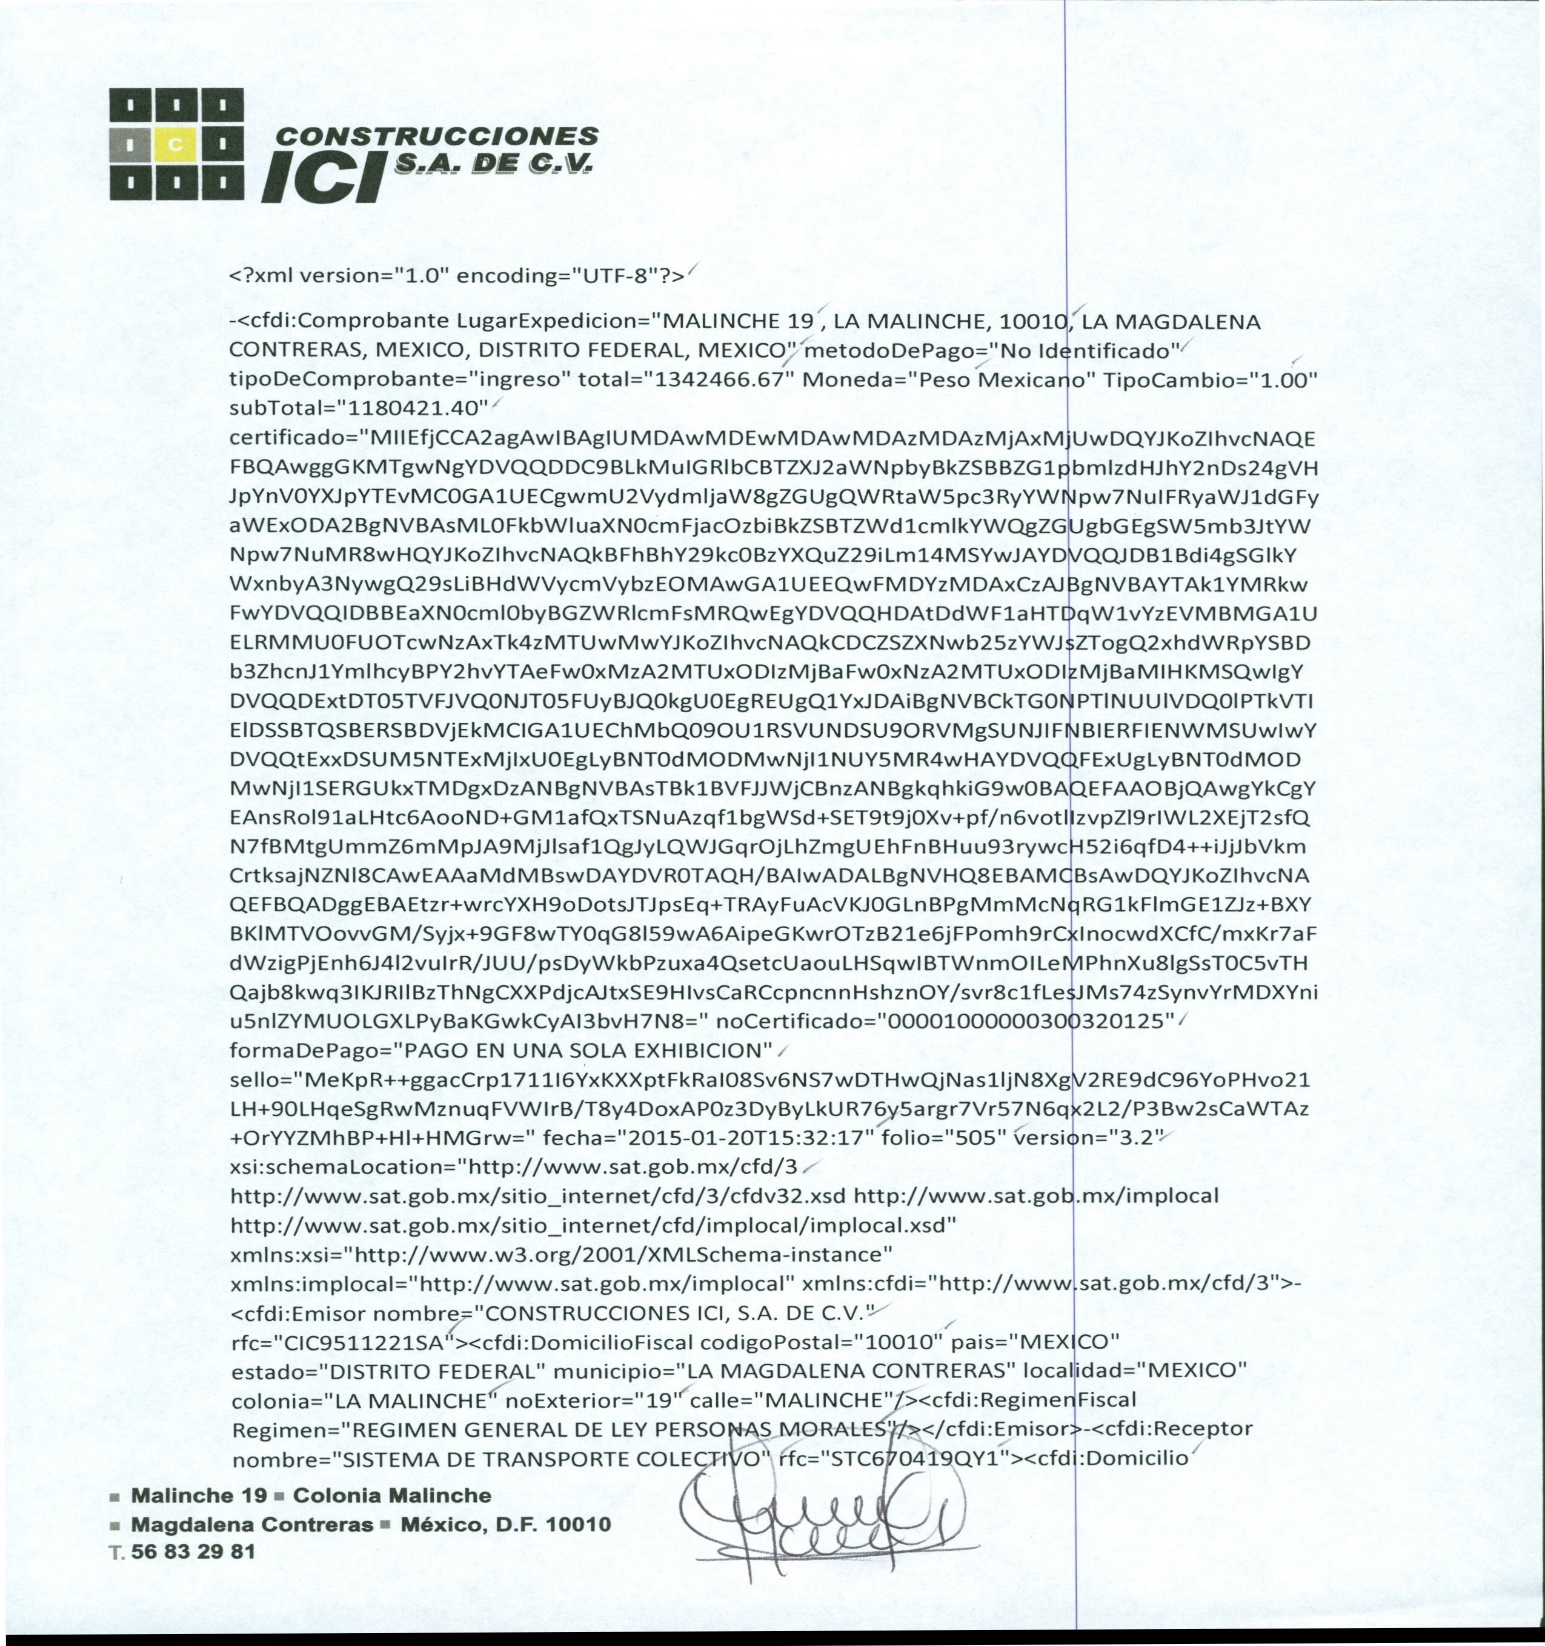 CONSTRUCCIONES
ICI S.A. DE C.V.
<?xml version="1.0" encoding="UTF-8"?>
-<cfdi:Comprobante LugarExpedicion="MALINCHE 19 , LA MALINCHE, 10010, LA MAGDALENA
CONTRERAS, MEXICO, DISTRITO FEDERAL, MEXICO" metodoDePago="No Identificado"
tipoDeComprobante="ingreso" total="1342466.67" Moneda="Peso Mexicano" TipoCambio="1.00"
subTotal="1180421.40"
certificado="MIIEfjCCA2agAwIBAgIUMDAwMDEwMDAwMDAzMDAzMjAxMjUwDQYJKoZIhvcNAQE
FBQAwggGKMTgwNgYDVQQDDC9BLkMuIGRlbCBTZXJ2aWNpbyBkZSBBZG1pbmlzdHJhY2nDs24gVH
JpYnV0YXJpYTEvMC0GA1UECgwmU2VydmljaW8gZGUgQWRtaW5pc3RyYWNpw7NuIFRyaWJ1dGFy
aWExODA2BgNVBAsML0FkbWluaXN0cmFjacOzbiBkZSBTZWd1cmlkYWQgZGUgbGEgSW5mb3JtYW
Npw7NuMR8wHQYJKoZIhvcNAQkBFhBhY29kc0BzYXQuZ29iLm14MSYwJAYDVQQJDB1Bdi4gSGlkY
WxnbyA3NywgQ29sLiBHdWVycmVybzEOMAwGA1UEEQwFMDYzMDAxCzAJBgNVBAYTAk1YMRkw
FwYDVQQIDBBEaXN0cml0byBGZWRlcmFsMRQwEgYDVQQHDAtDdWF1aHTDqW1vYzEVMBMGA1U
ELRMMU0FUOTcwNzAxTk4zMTUwMwYJKoZIhvcNAQkCDCZSZXNwb25zYWJsZTogQ2xhdWRpYSBD
b3ZhcnJ1YmlhcyBPY2hvYTAeFw0xMzA2MTUxODIzMjBaFw0xNzA2MTUxODIzMjBaMIHKMSQwIgY
DVQQDExtDT05TVFJVQ0NJT05FUyBJQ0kgU0EgREUgQ1YxJDAiBgNVBCkTG0NPTlNUUlVDQ0lPTkVTI
ElDSSBTQSBERSBDVjEkMCIGA1UEChMbQ09OU1RSVUNDSU9ORVMgSUNJIFNBIERFIENWMSUwIwY
DVQQtExxDSUM5NTExMjIxU0EgLyBNT0dMODMwNjI1NUY5MR4wHAYDVQQFExUgLyBNT0dMOD
MwNjI1SERGUkxTMDgxDzANBgNVBAsTBk1BVFJJWjCBnzANBgkqhkiG9w0BAQEFAAOBjQAwgYkCgY
EAnsRol91aLHtc6AooND+GM1afQxTSNuAzqf1bgWSd+SET9t9j0Xv+pf/n6votIIzvpZl9rIWL2XEjT2sfQ
N7fBMtgUmmZ6mMpJA9MjJlsaf1QgJyLQWJGqrOjLhZmgUEhFnBHuu93rywcH52i6qfD4++iJjJbVkm
CrtksajNZNl8CAwEAAaMdMBswDAYDVR0TAQH/BAIwADALBgNVHQ8EBAMCBsAwDQYJKoZIhvcNA
QEFBQADggEBAEtzr+wrcYXH9oDotsJTJpsEq+TRAyFuAcVKJ0GLnBPgMmMcNqRG1kFlmGE1ZJz+BXY
BKlMTVOovvGM/Syjx+9GF8wTY0qG8l59wA6AipeGKwrOTzB21e6jFPomh9rCxInocwdXCfC/mxKr7aF
dWzigPjEnh6J4l2vuIrR/JUU/psDyWkbPzuxa4QsetcUaouLHSqwIBTWnmOILeMPhnXu8lgSsT0C5vTH
Qajb8kwq3IKJRIlBzThNgCXXPdjcAJtxSE9HIvsCaRCcpncnnHshznOY/svr8c1fLesJMs74zSynvYrMDXYni
u5nlZYMUOLGXLPyBaKGwkCyAI3bvH7N8=" noCertificado="00001000000300320125"
formaDePago="PAGO EN UNA SOLA EXHIBICION"
sello="MeKpR++ggacCrp1711I6YxKXXptFkRaI08Sv6NS7wDTHwQjNas1ljN8XgV2RE9dC96YoPHvo21
LH+90LHqeSgRwMznuqFVWIrB/T8y4DoxAP0z3DyByLkUR76y5argr7Vr57N6qx2L2/P3Bw2sCaWTAz
+OrYYZMhBP+Hl+HMGrw=" fecha="2015-01-20T15:32:17" folio="505" version="3.2"
xsi:schemaLocation="http://www.sat.gob.mx/cfd/3
http://www.sat.gob.mx/sitio_internet/cfd/3/cfdv32.xsd http://www.sat.gob.mx/implocal
http://www.sat.gob.mx/sitio_internet/cfd/implocal/implocal.xsd"
xmlns:xsi="http://www.w3.org/2001/XMLSchema-instance"
xmlns:implocal="http://www.sat.gob.mx/implocal" xmlns:cfdi="http://www.sat.gob.mx/cfd/3">-
<cfdi:Emisor nombre="CONSTRUCCIONES ICI, S.A. DE C.V."
rfc="CIC9511221SA"><cfdi:DomicilioFiscal codigoPostal="10010" pais="MEXICO"
estado="DISTRITO FEDERAL" municipio="LA MAGDALENA CONTRERAS" localidad="MEXICO"
colonia="LA MALINCHE" noExterior="19" calle="MALINCHE"/><cfdi:RegimenFiscal
Regimen="REGIMEN GENERAL DE LEY PERSONAS MORALES"/></cfdi:Emisor>-<cfdi:Receptor
nombre="SISTEMA DE TRANSPORTE COLECTIVO" rfc="STC670419QY1"><cfdi:Domicilio
Malinche 19 Colonia Malinche
Magdalena Contreras México, D.F. 10010
T. 56 83 29 81